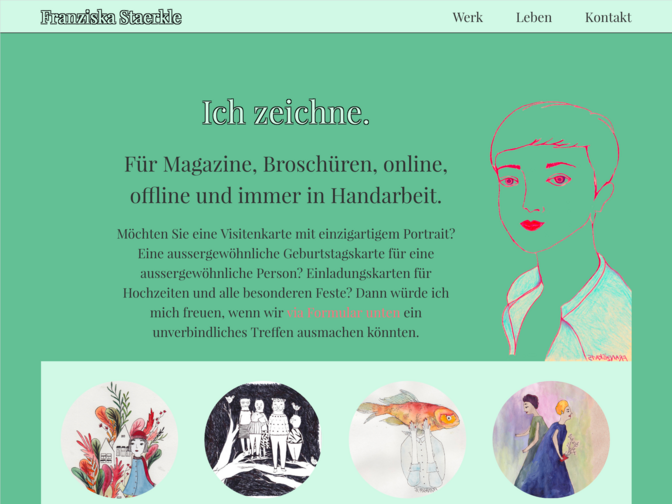 Franziska Staerkle
Werk Leben Kontakt
Ich zeichne.
Für Magazine, Broschüren, online,
offline und immer in Handarbeit.
Möchten Sie eine Visitenkarte mit einzigartigem Portrait?
Eine aussergewöhnliche Geburtstagskarte für eine
aussergewöhnliche Person? Einladungskarten für
Hochzeiten und alle besonderen Feste? Dann würde ich
mich freuen, wenn wir via Formular unten ein
unverbindliches Treffen ausmachen könnten.